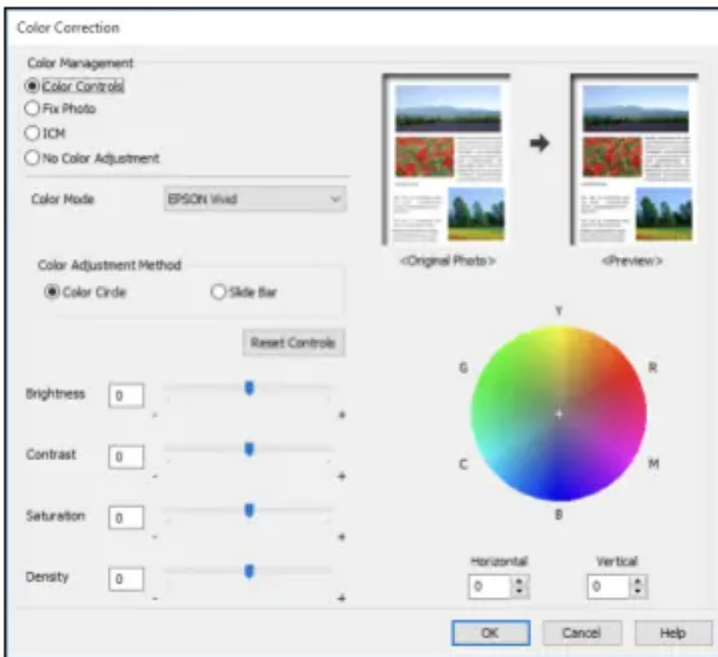 Color Correction
Color Management
Color Controls
Fix Photo
ICM
No Color Adjustment
Color Mode
EPSON Vivid
Color Adjustment Method
Color Circle
Slide Bar
Reset Controls
Brightness
0
-
+
Contrast
0
-
+
Saturation
0
-
+
Density
0
-
+
<Original Photo>
<Preview>
Y
G
R
C
M
B
Horizontal
Vertical
0
0
OK
Cancel
Help